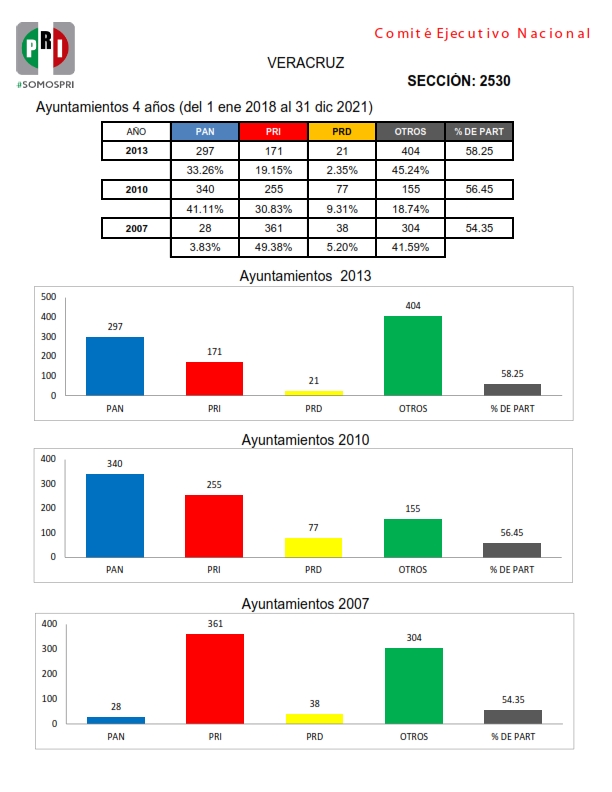 Comité Ejecutivo Nacional
PRI
#SOMOSPRI
VERACRUZ
SECCIÓN: 2530
Ayuntamientos 4 años (del 1 ene 2018 al 31 dic 2021)
AÑO PAN PRI PRD OTROS % DE PART
2013 297 171 21 404 58.25
33.26% 19.15% 2.35% 45.24%
2010 340 255 77 155 56.45
41.11% 30.83% 9.31% 18.74%
2007 28 361 38 304 54.35
3.83% 49.38% 5.20% 41.59%
Ayuntamientos 2013
500
400
300
200
100
0
297 171 21 404 58.25
PAN PRI PRD OTROS % DE PART
Ayuntamientos 2010
400
300
200
100
0
340 255 77 155 56.45
PAN PRI PRD OTROS % DE PART
Ayuntamientos 2007
400
300
200
100
0
28 361 38 304 54.35
PAN PRI PRD OTROS % DE PART